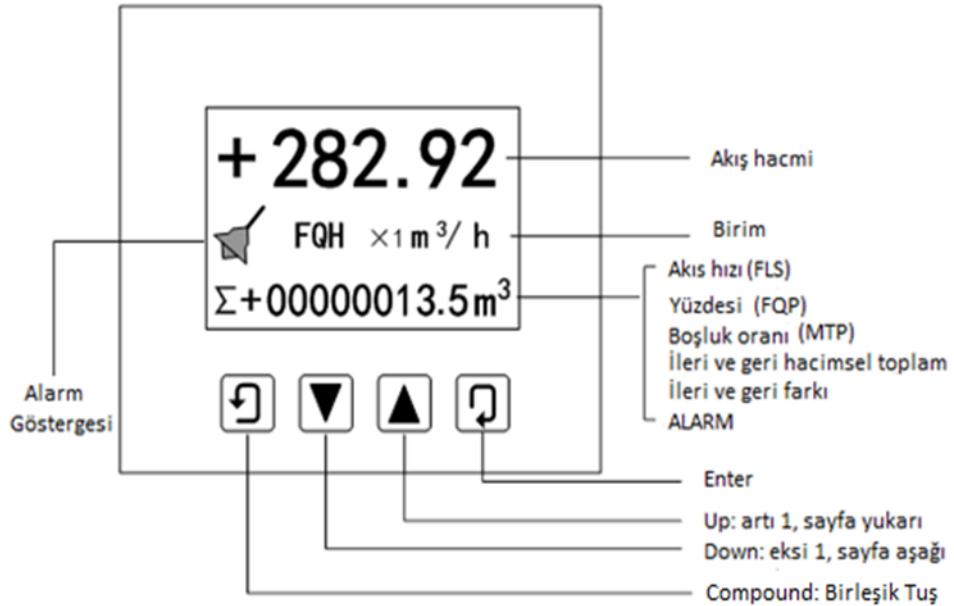 +282.92
Akış hacmi
FQH ×1 m³/ h
Birim
Σ+00000013.5m³
Akıs hızı (FLS)
Yüzdesi (FQP)
Boşluk oranı (MTP)
İleri ve geri hacimsel toplam
İleri ve geri farkı
ALARM
Alarm
Göstergesi
Enter
Up: artı 1, sayfa yukarı
Down: eksi 1, sayfa aşağı
Compound: Birleşik Tuş